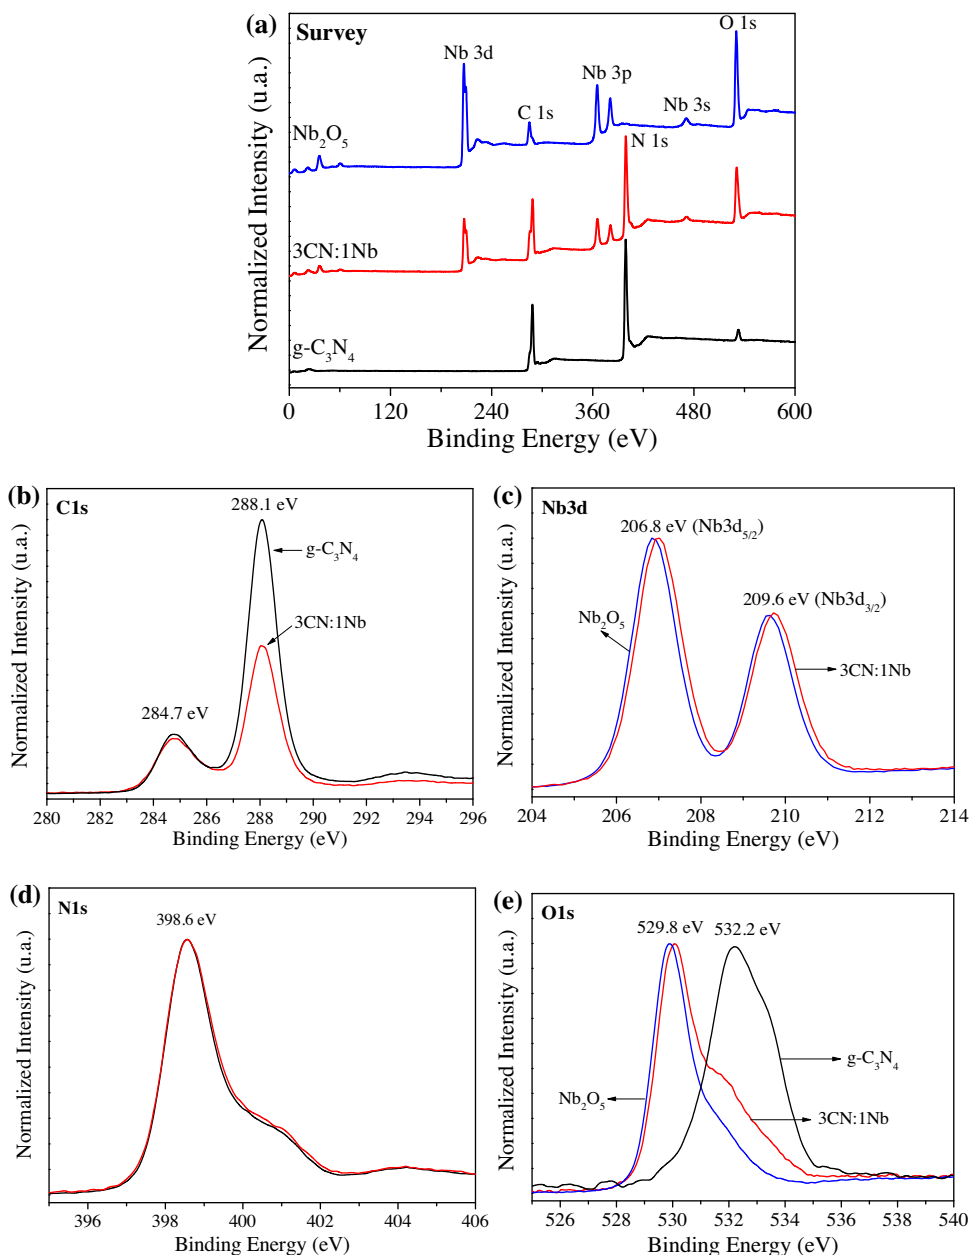 (a)
Survey
Nb 3d
C 1s
Nb 3p
Nb 3s
O 1s
N 1s
Nb₂O₅
3CN:1Nb
g-C₃N₄
Normalized Intensity (u.a.)
0 120 240 360 480 600
Binding Energy (eV)
(b)
C1s
288.1 eV
g-C₃N₄
3CN:1Nb
284.7 eV
Normalized Intensity (u.a.)
280 282 284 286 288 290 292 294 296
Binding Energy (eV)
(c)
Nb3d
206.8 eV (Nb3d₅/₂)
209.6 eV (Nb3d₃/₂)
Nb₂O₅
3CN:1Nb
Normalized Intensity (u.a.)
204 206 208 210 212 214
Binding Energy (eV)
(d)
N1s
398.6 eV
Normalized Intensity (u.a.)
396 398 400 402 404 406
Binding Energy (eV)
(e)
O1s
529.8 eV 532.2 eV
g-C₃N₄
Nb₂O₅
3CN:1Nb
Normalized Intensity (u.a.)
526 528 530 532 534 536 538 540
Binding Energy (eV)